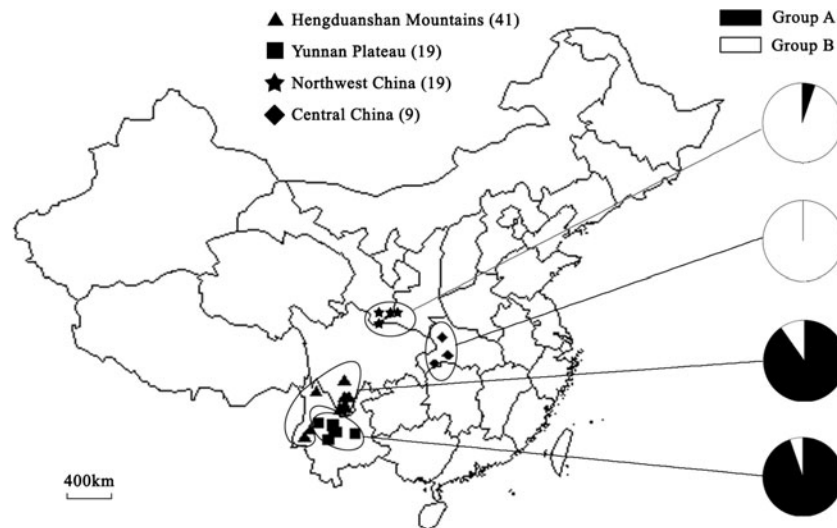 Hengduanshan Mountains (41)
Yunnan Plateau (19)
Northwest China (19)
Central China (9)
Group A
Group B
400km